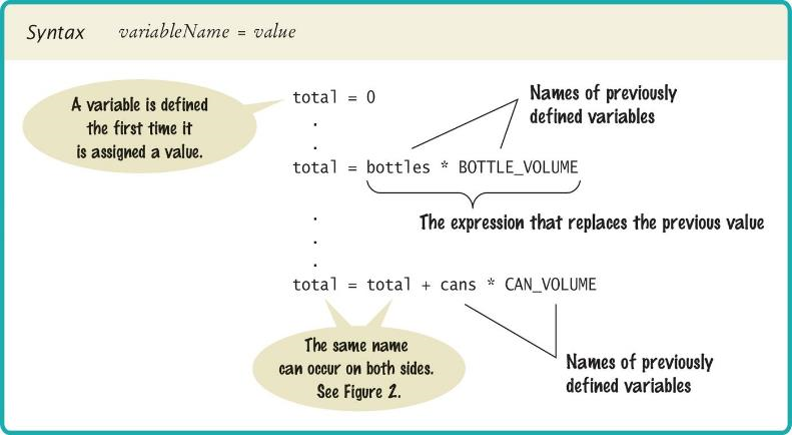 Syntax variableName = value
A variable is defined
the first time it
is assigned a value.
total = 0
Names of previously
defined variables
.
.
total = bottles * BOTTLE_VOLUME
The expression that replaces the previous value
.
.
.
total = total + cans * CAN_VOLUME
The same name
can occur on both sides.
See Figure 2.
Names of previously
defined variables